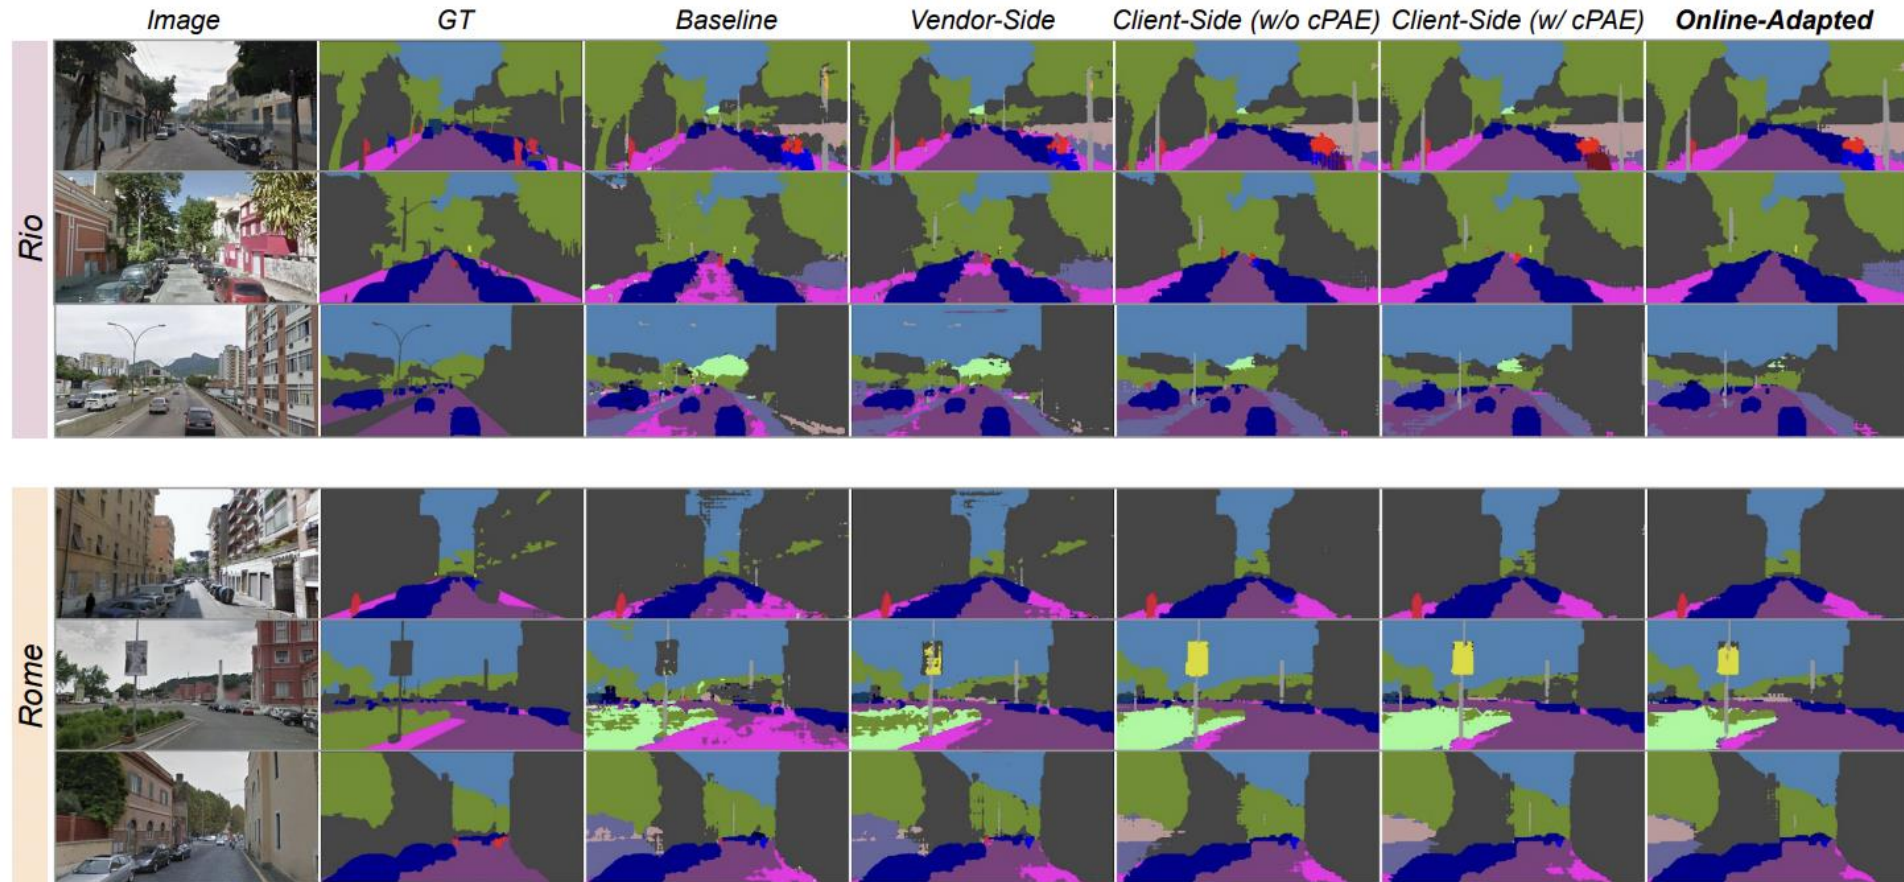 Image GT Baseline Vendor-Side Client-Side (w/o cPAE) Client-Side (w/ cPAE) Online-Adapted
Rio
Rome